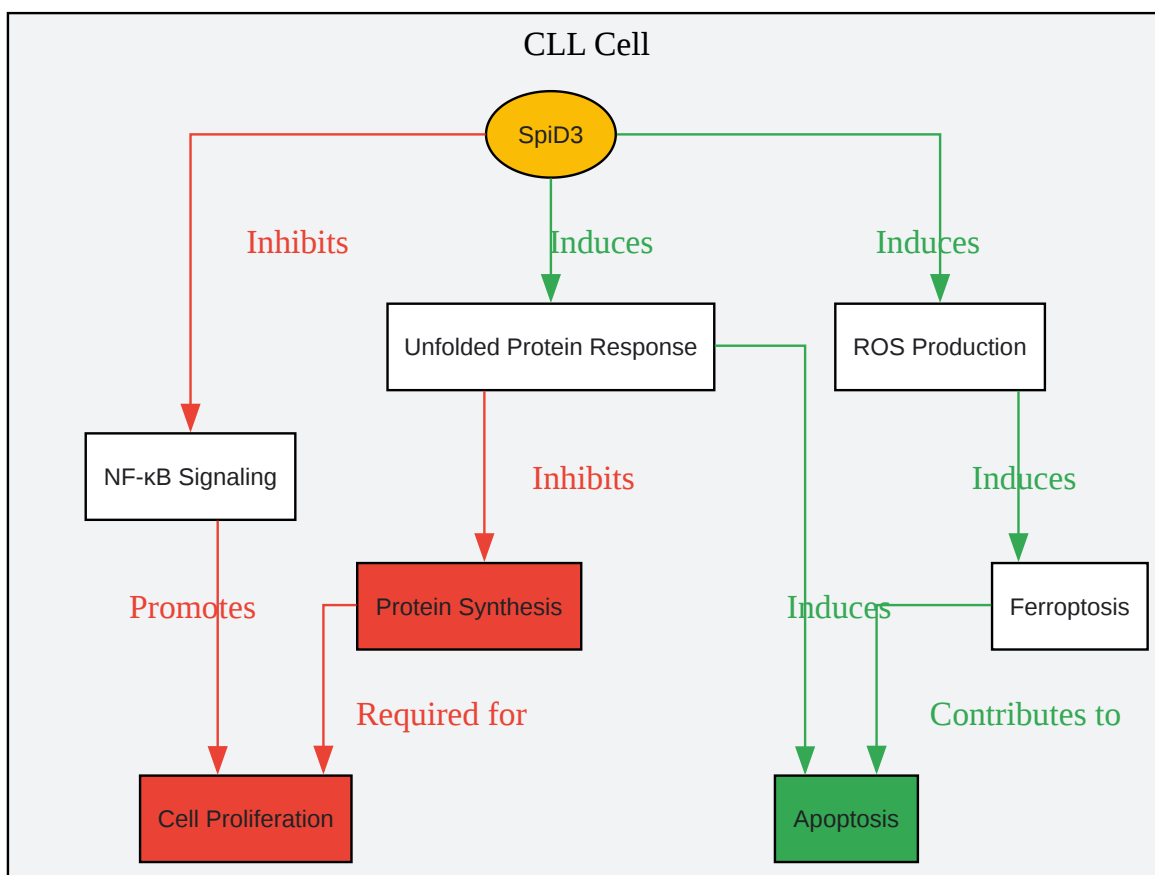 CLL Cell
SpiD3
Inhibits
Induces
Induces
Unfolded Protein Response
ROS Production
NF-κB Signaling
Inhibits
Induces
Promotes
Protein Synthesis
Induces
Ferroptosis
Required for
Contributes to
Cell Proliferation
Apoptosis